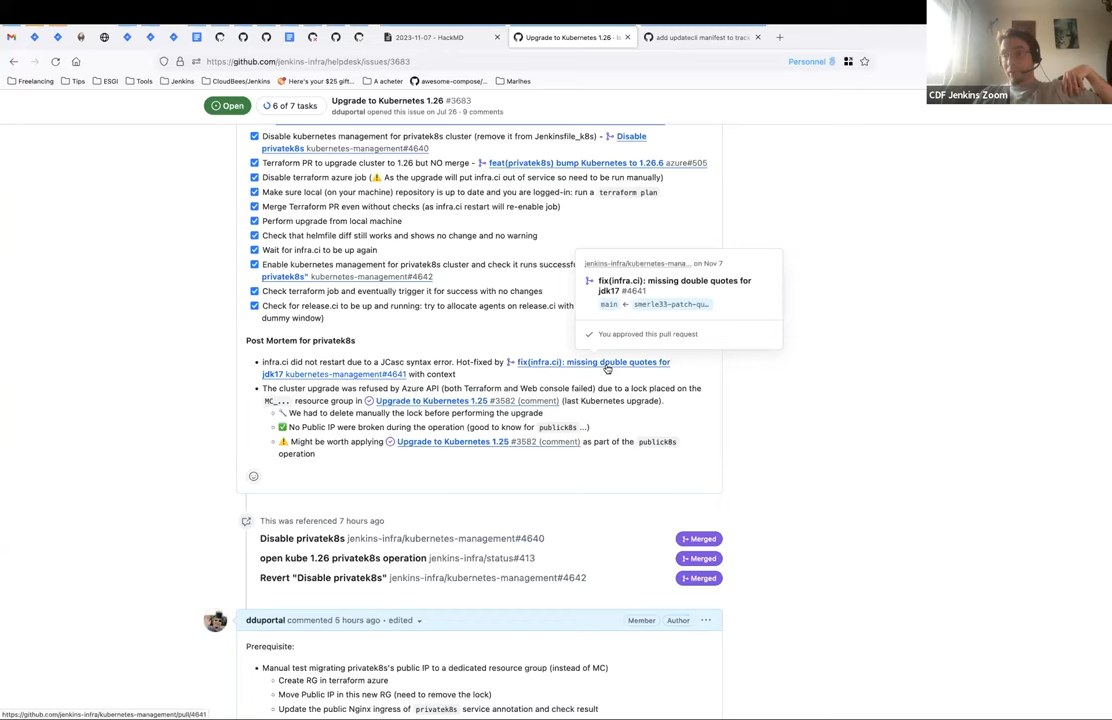 2023-11-07 - HackMD
Upgrade to Kubernetes 1.26 · Is
add updatecli manifest to track
https://github.com/jenkins-infra/helpdesk/issues/3683
Personnel
Freelancing
Tips
ESGI
Tools
Jenkins
CloudBees/Jenkins
Here's your $25 gift...
A acheter
awesome-compose/...
Marlhes
CDF Jenkins Zoom
Open
6 of 7 tasks
Upgrade to Kubernetes 1.26 #3683
dduportal opened this issue on Jul 26 · 9 comments
Disable kubernetes management for privatek8s cluster (remove it from Jenkinsfile_k8s) - Disable
privatek8s kubernetes-management#4640
Terraform PR to upgrade cluster to 1.26 but NO merge - feat(privatek8s) bump Kubernetes to 1.26.6 azure#505
Disable terraform azure job (⚠️ As the upgrade will put infra.ci out of service so need to be run manually)
Make sure local (on your machine) repository is up to date and you are logged-in: run a terraform plan
Merge Terraform PR even without checks (as infra.ci restart will re-enable job)
Perform upgrade from local machine
Check that helmfile diff still works and shows no change and no warning
Wait for infra.ci to be up again
Enable kubernetes management for privatek8s cluster and check it runs successfu
privatek8s" kubernetes-management#4642
Check terraform job and eventually trigger it for success with no changes
Check for release.ci to be up and running: try to allocate agents on release.ci with
dummy window)
jenkins-infra/kubernetes-mana... on Nov 7
fix(infra.ci): missing double quotes for
jdk17 #4641
main ← smerle33-patch-qu...
You approved this pull request
Post Mortem for privatek8s
infra.ci did not restart due to a JCasc syntax error. Hot-fixed by fix(infra.ci): missing double quotes for
jdk17 kubernetes-management#4641 with context
The cluster upgrade was refused by Azure API (both Terraform and Web console failed) due to a lock placed on the
MC_... resource group in Upgrade to Kubernetes 1.25 #3582 (comment) (last Kubernetes upgrade).
🔧 We had to delete manually the lock before performing the upgrade
✅ No Public IP were broken during the operation (good to know for publick8s ...)
⚠️ Might be worth applying Upgrade to Kubernetes 1.25 #3582 (comment) as part of the publick8s
operation
This was referenced 7 hours ago
Disable privatek8s jenkins-infra/kubernetes-management#4640
Merged
open kube 1.26 privatek8s operation jenkins-infra/status#413
Merged
Revert "Disable privatek8s" jenkins-infra/kubernetes-management#4642
Merged
dduportal commented 5 hours ago · edited
Member
Author
Prerequisite:
Manual test migrating privatek8s's public IP to a dedicated resource group (instead of MC)
Create RG in terraform azure
Move Public IP in this new RG (need to remove the lock)
Update the public Nginx ingress of privatek8s service annotation and check result
https://github.com/jenkins-infra/kubernetes-management/pull/4641